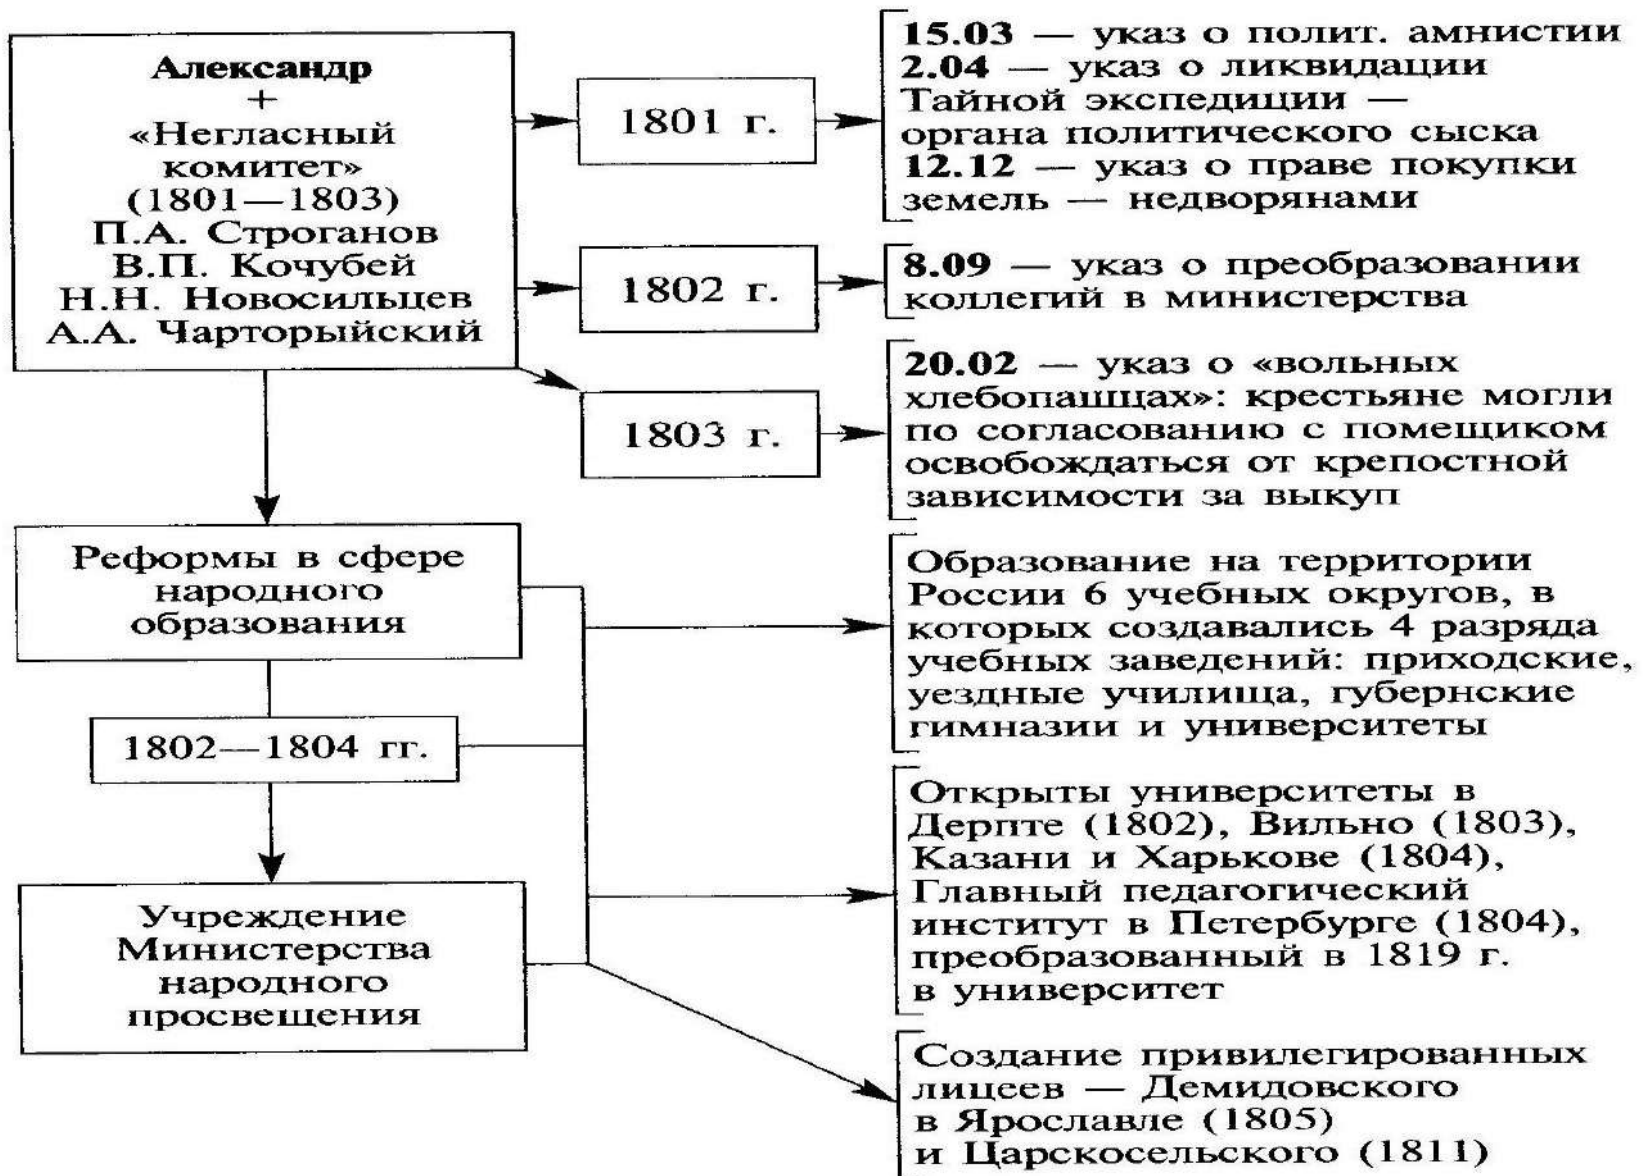 Александр
+
«Негласный
комитет»
(1801—1803)
П.А. Строганов
В.П. Кочубей
Н.Н. Новосильцев
А.А. Чарторыйский
1801 г.
15.03 — указ о полит. амнистии
2.04 — указ о ликвидации
Тайной экспедиции —
органа политического сыска
12.12 — указ о праве покупки
земель — недворянами
1802 г.
8.09 — указ о преобразовании
коллегий в министерства
1803 г.
20.02 — указ о «вольных
хлебопашцах»: крестьяне могли
по согласованию с помещиком
освобождаться от крепостной
зависимости за выкуп
Реформы в сфере
народного
образования
1802—1804 гг.
Учреждение
Министерства
народного
просвещения
Образование на территории
России 6 учебных округов, в
которых создавались 4 разряда
учебных заведений: приходские,
уездные училища, губернские
гимназии и университеты
Открыты университеты в
Дерпте (1802), Вильно (1803),
Казани и Харькове (1804),
Главный педагогический
институт в Петербурге (1804),
преобразованный в 1819 г.
в университет
Создание привилегированных
лицеев — Демидовского
в Ярославле (1805)
и Царскосельского (1811)